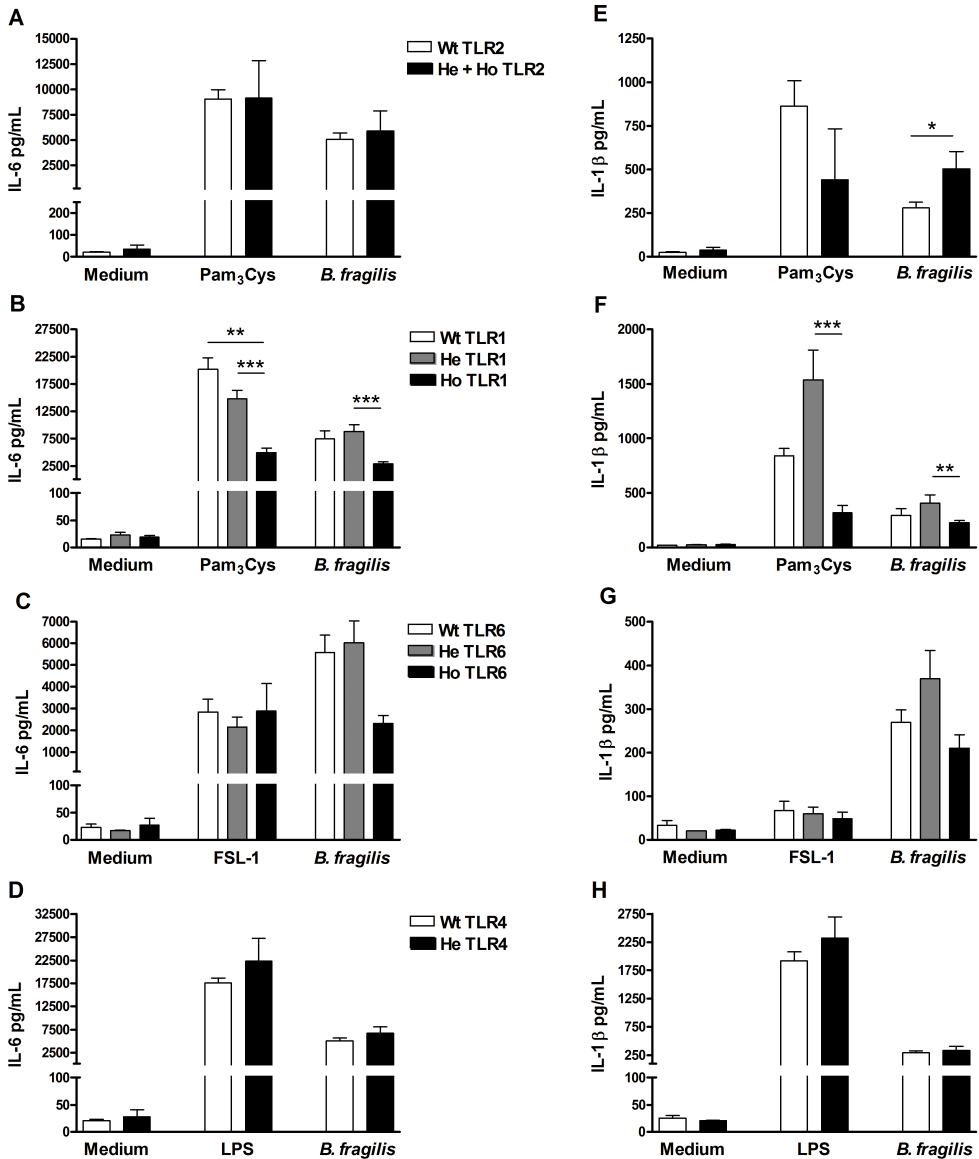 A
IL-6 pg/mL
15000
12500
10000
7500
5000
2500
200
100
0
Medium
Pam3Cys
B. fragilis
Wt TLR2
He + Ho TLR2
E
IL-1β pg/mL
1250
1000
750
500
250
0
*
Medium
Pam3Cys
B. fragilis
B
IL-6 pg/mL
27500
22500
17500
12500
7500
2500
100
50
0
**
***
***
Medium
Pam3Cys
B. fragilis
Wt TLR1
He TLR1
Ho TLR1
F
IL-1β pg/mL
2000
1500
1000
500
0
***
**
Medium
Pam3Cys
B. fragilis
C
IL-6 pg/mL
7000
6000
5000
4000
3000
2000
1000
100
50
0
Medium
FSL-1
B. fragilis
Wt TLR6
He TLR6
Ho TLR6
G
IL-1β pg/mL
500
400
300
200
100
0
Medium
FSL-1
B. fragilis
D
IL-6 pg/mL
32500
27500
22500
17500
12500
7500
2500
100
50
0
Medium
LPS
B. fragilis
Wt TLR4
He TLR4
H
IL-1β pg/mL
2750
2250
1750
1250
750
250
100
50
0
Medium
LPS
B. fragilis